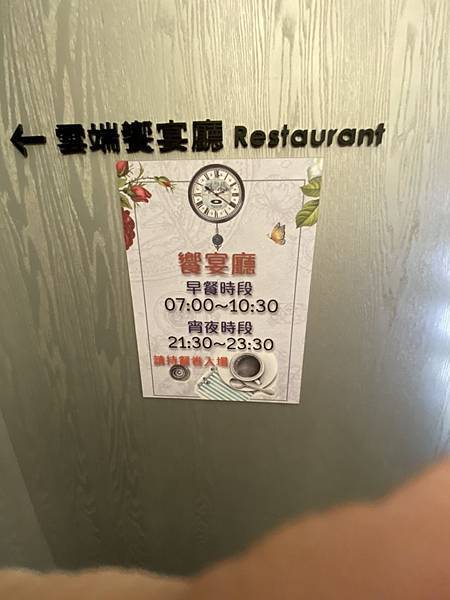 ← 雲端饗宴廳 Restaurant
饗宴廳
早餐時段
07:00~10:30
宵夜時段
21:30~23:30
請持餐卷入場